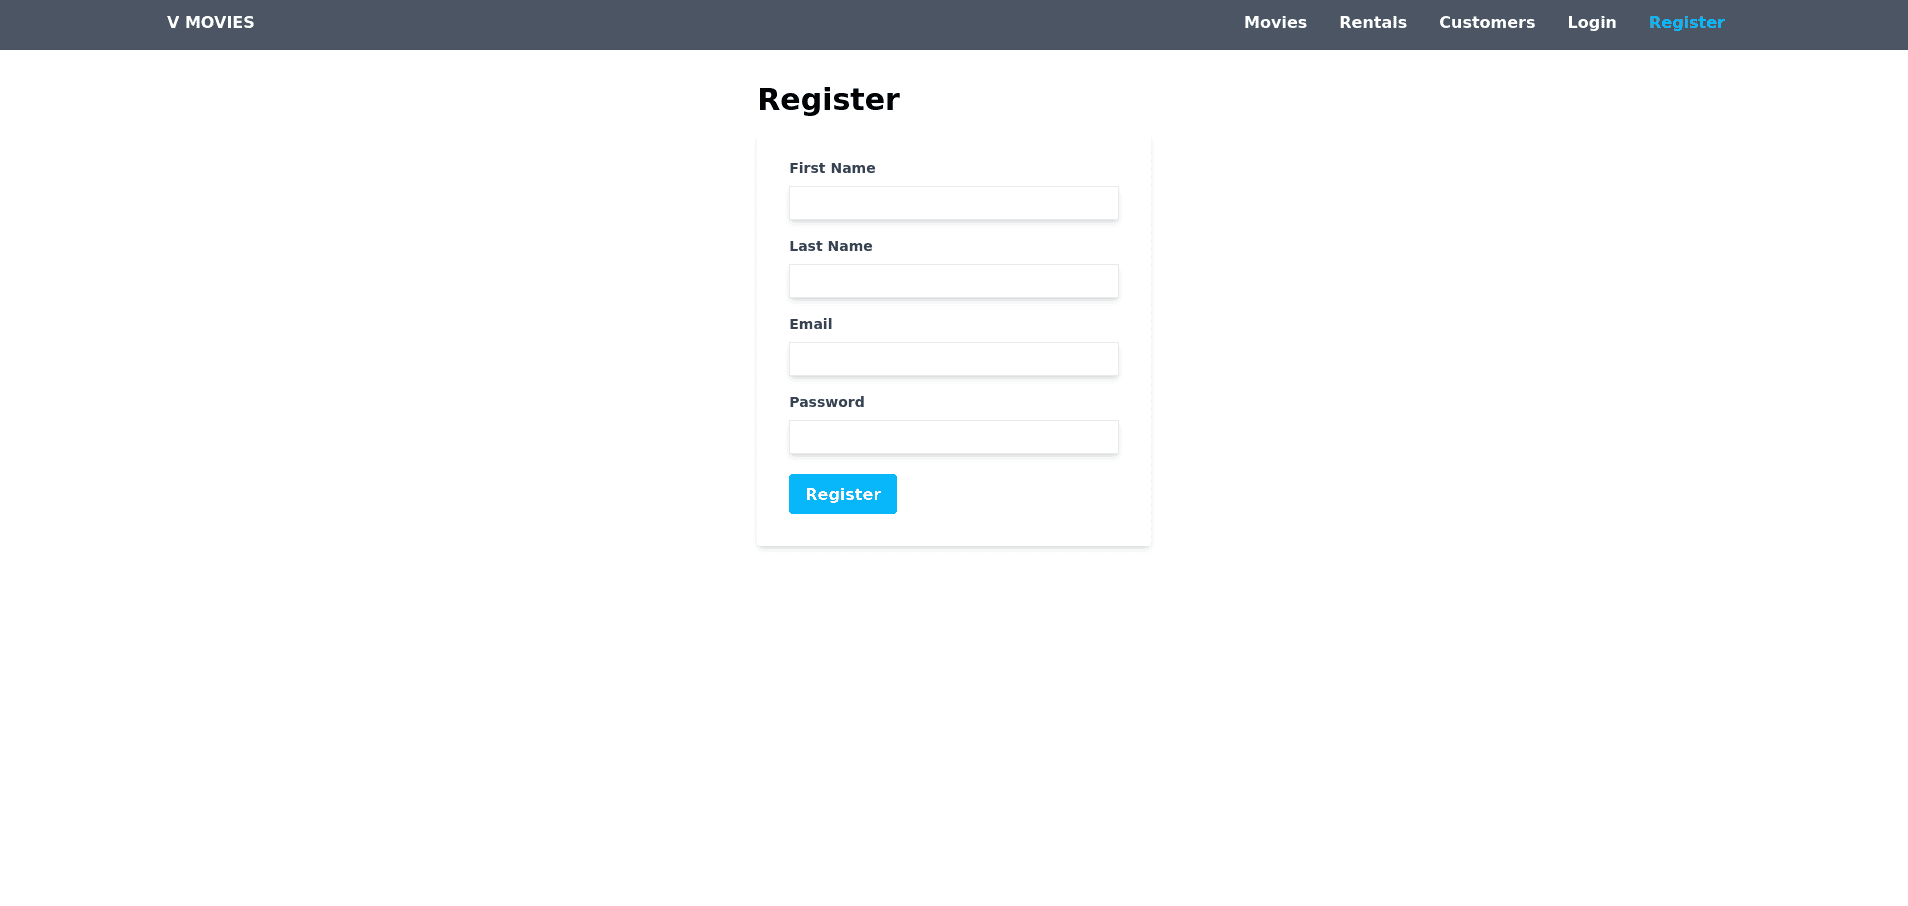 V MOVIES Movies Rentals Customers Login Register
Register
First Name
Last Name
Email
Password
Register